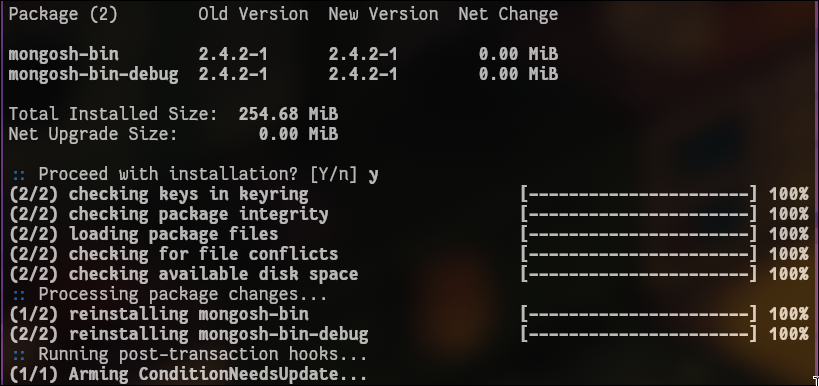 Package (2)        Old Version  New Version  Net Change

mongosh-bin        2.4.2-1      2.4.2-1        0.00 MiB
mongosh-bin-debug  2.4.2-1      2.4.2-1        0.00 MiB

Total Installed Size:  254.68 MiB
Net Upgrade Size:        0.00 MiB

:: Proceed with installation? [Y/n] y
(2/2) checking keys in keyring                     [----------------------] 100%
(2/2) checking package integrity                   [----------------------] 100%
(2/2) loading package files                        [----------------------] 100%
(2/2) checking for file conflicts                  [----------------------] 100%
(2/2) checking available disk space                [----------------------] 100%
:: Processing package changes...
(1/2) reinstalling mongosh-bin                     [----------------------] 100%
(2/2) reinstalling mongosh-bin-debug               [----------------------] 100%
:: Running post-transaction hooks...
(1/1) Arming ConditionNeedsUpdate...